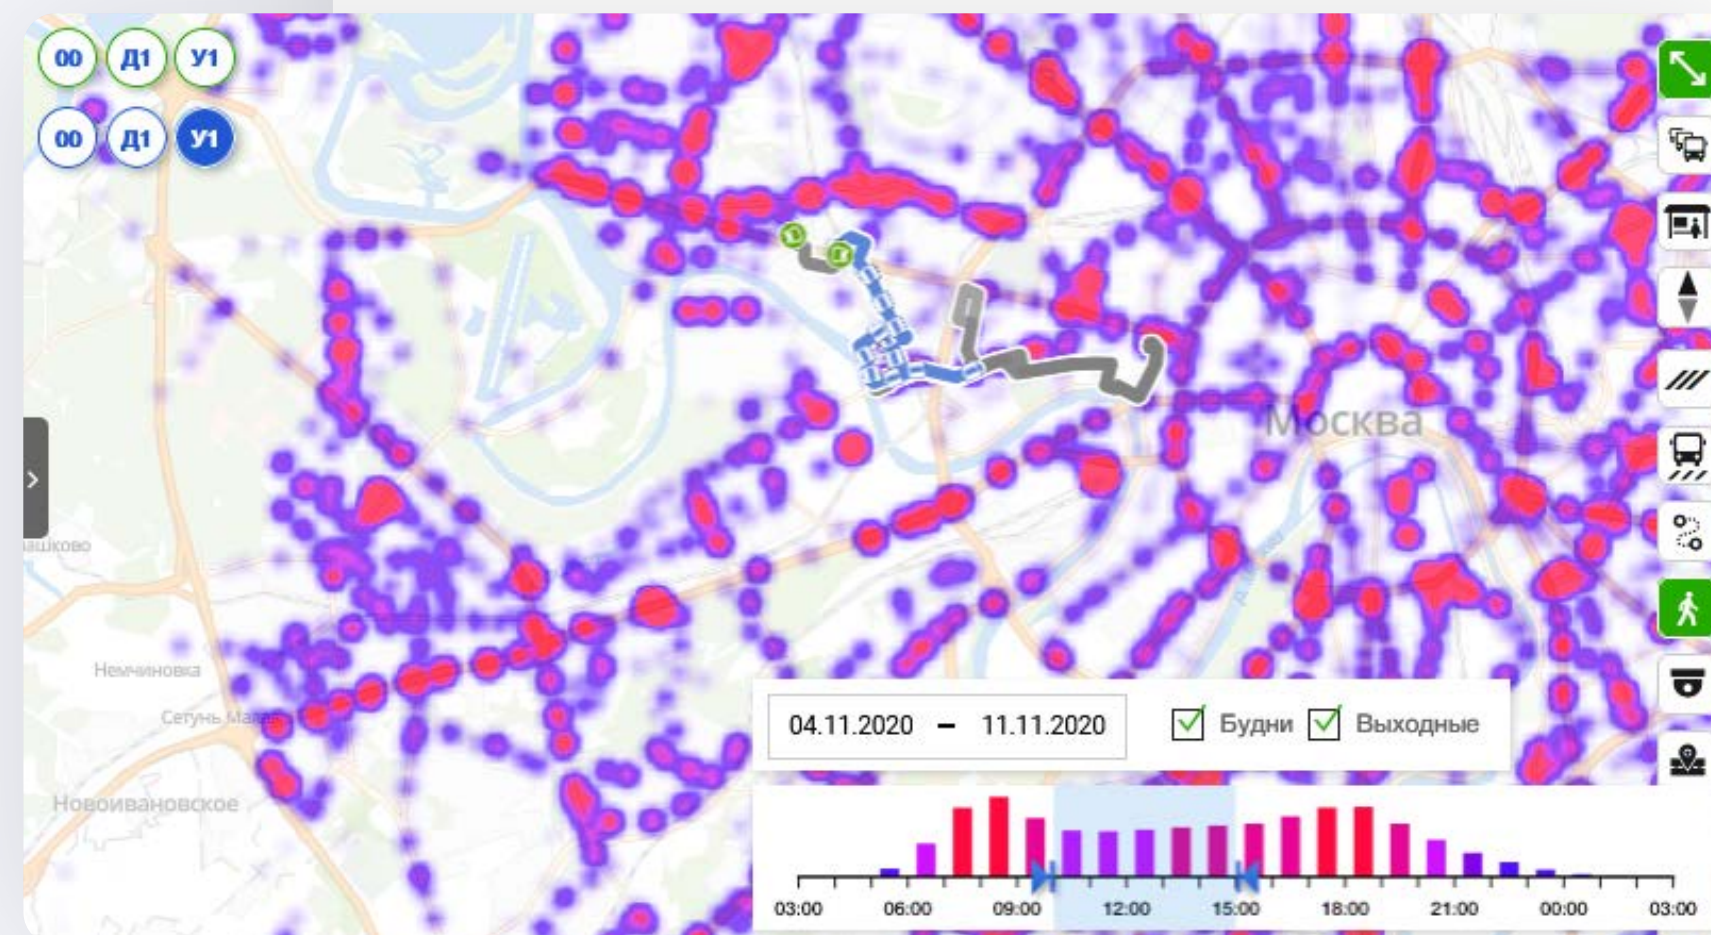 00 Д1 У1
00 Д1 У1
Москва
Немчиновка
Сетунь Малая
Новоивановское
04.11.2020 – 11.11.2020
Будни
Выходные
03:00 06:00 09:00 12:00 15:00 18:00 21:00 00:00 03:00